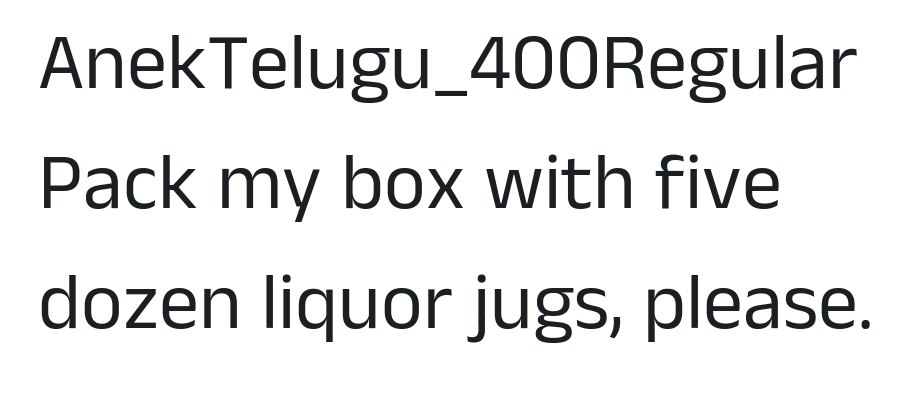 AnekTelugu_400Regular
Pack my box with five
dozen liquor jugs, please.